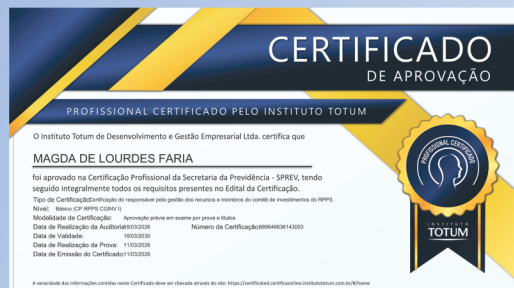 CERTIFICADO
DE APROVAÇÃO
PROFISSIONAL CERTIFICADO PELO INSTITUTO TOTUM
O Instituto Totum de Desenvolvimento e Gestão Empresarial Ltda. certifica que
MAGDA DE LOURDES FARIA
foi aprovado na Certificação Profissional da Secretaria da Previdência - SPREV, tendo
seguido integralmente todos os requisitos presentes no Edital da Certificação.
Tipo de Certificação: Certificação do responsável pela gestão dos recursos e membros do comitê de investimentos do RPPS
Nível: Básico (CP RPPS CGINV I)
Modalidade de Certificação: Aprovação prévia em exame por prova e títulos
Data de Realização da Auditoria: 18/03/2026 Número da Certificação: 689646636143003
Data de Validade: 18/03/2030
Data de Realização da Prova: 11/03/2026
Data de Emissão do Certificado: 11/03/2026
PROFISSIONAL CERTIFICADO
INSTITUTO
TOTUM
A veracidade das informações contidas neste Certificado deve ser checada através do site: https://certificated.certificaonline.institutototum.com.br/#/home